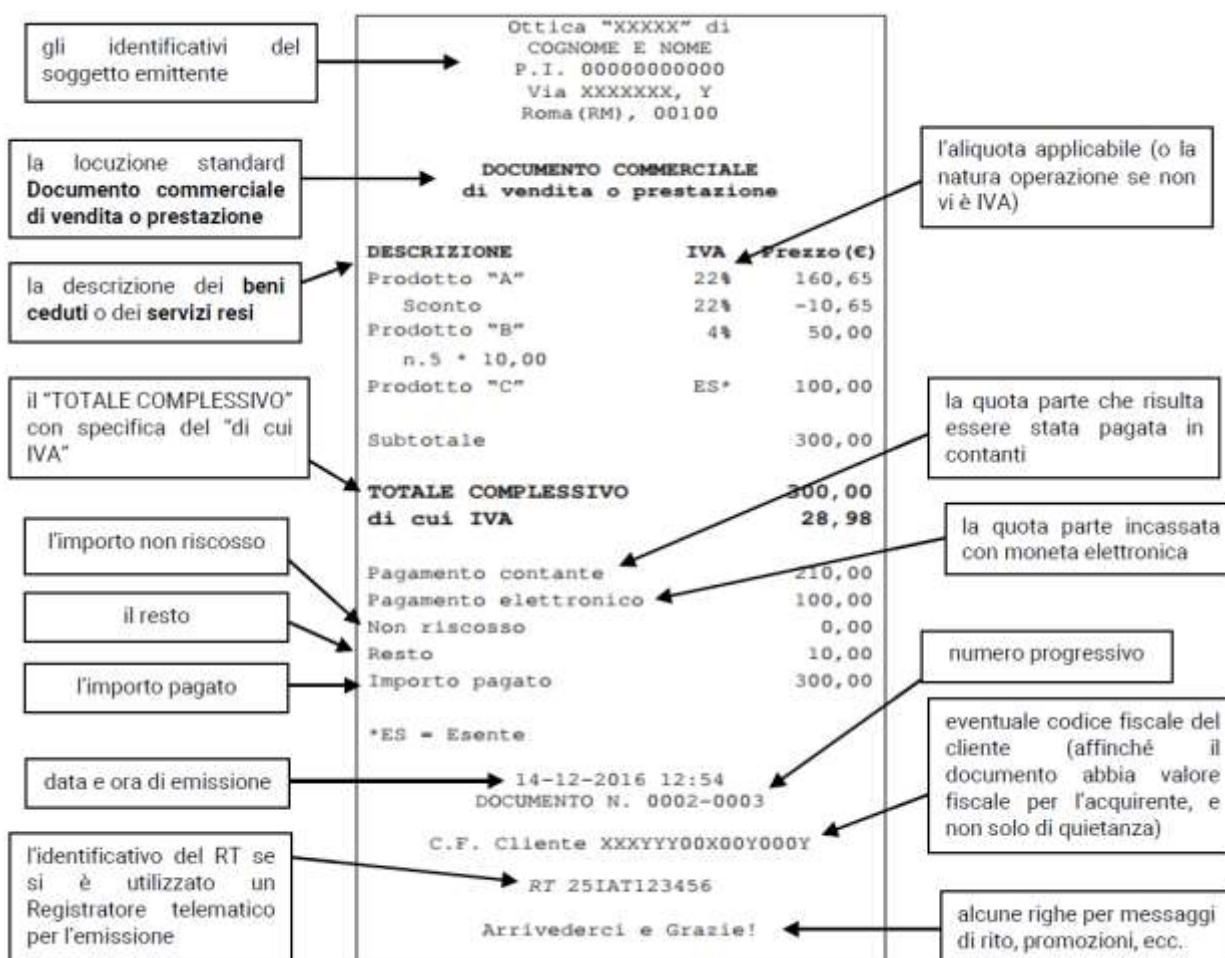 gli identificativi del
soggetto emittente
la locuzione standard
Documento commerciale
di vendita o prestazione
la descrizione dei beni
ceduti o dei servizi resi
il "TOTALE COMPLESSIVO"
con specifica del "di cui
IVA"
l'importo non riscosso
il resto
l'importo pagato
data e ora di emissione
l'identificativo del RT se
si è utilizzato un
Registratore telematico
per l'emissione
Ottica "XXXXX" di
COGNOME E NOME
P.I. 00000000000
Via XXXXXXX, Y
Roma(RM), 00100
DOCUMENTO COMMERCIALE
di vendita o prestazione
DESCRIZIONE IVA Prezzo(€)
Prodotto "A" 22% 160,65
Sconto 22% -10,65
Prodotto "B" 4% 50,00
n.5 * 10,00
Prodotto "C" ES* 100,00
Subtotale 300,00
TOTALE COMPLESSIVO 300,00
di cui IVA 28,98
Pagamento contante 210,00
Pagamento elettronico 100,00
Non riscosso 0,00
Resto 10,00
Importo pagato 300,00
*ES = Esente
14-12-2016 12:54
DOCUMENTO N. 0002-0003
C.F. Cliente XXXYYY00X00Y000Y
RT 25IAT123456
Arrivederci e Grazie!
l'aliquota applicabile (o la
natura operazione se non
vi è IVA)
la quota parte che risulta
essere stata pagata in
contanti
la quota parte incassata
con moneta elettronica
numero progressivo
eventuale codice fiscale del
cliente (affinché il
documento abbia valore
fiscale per l'acquirente, e
non solo di quietanza)
alcune righe per messaggi
di rito, promozioni, ecc.